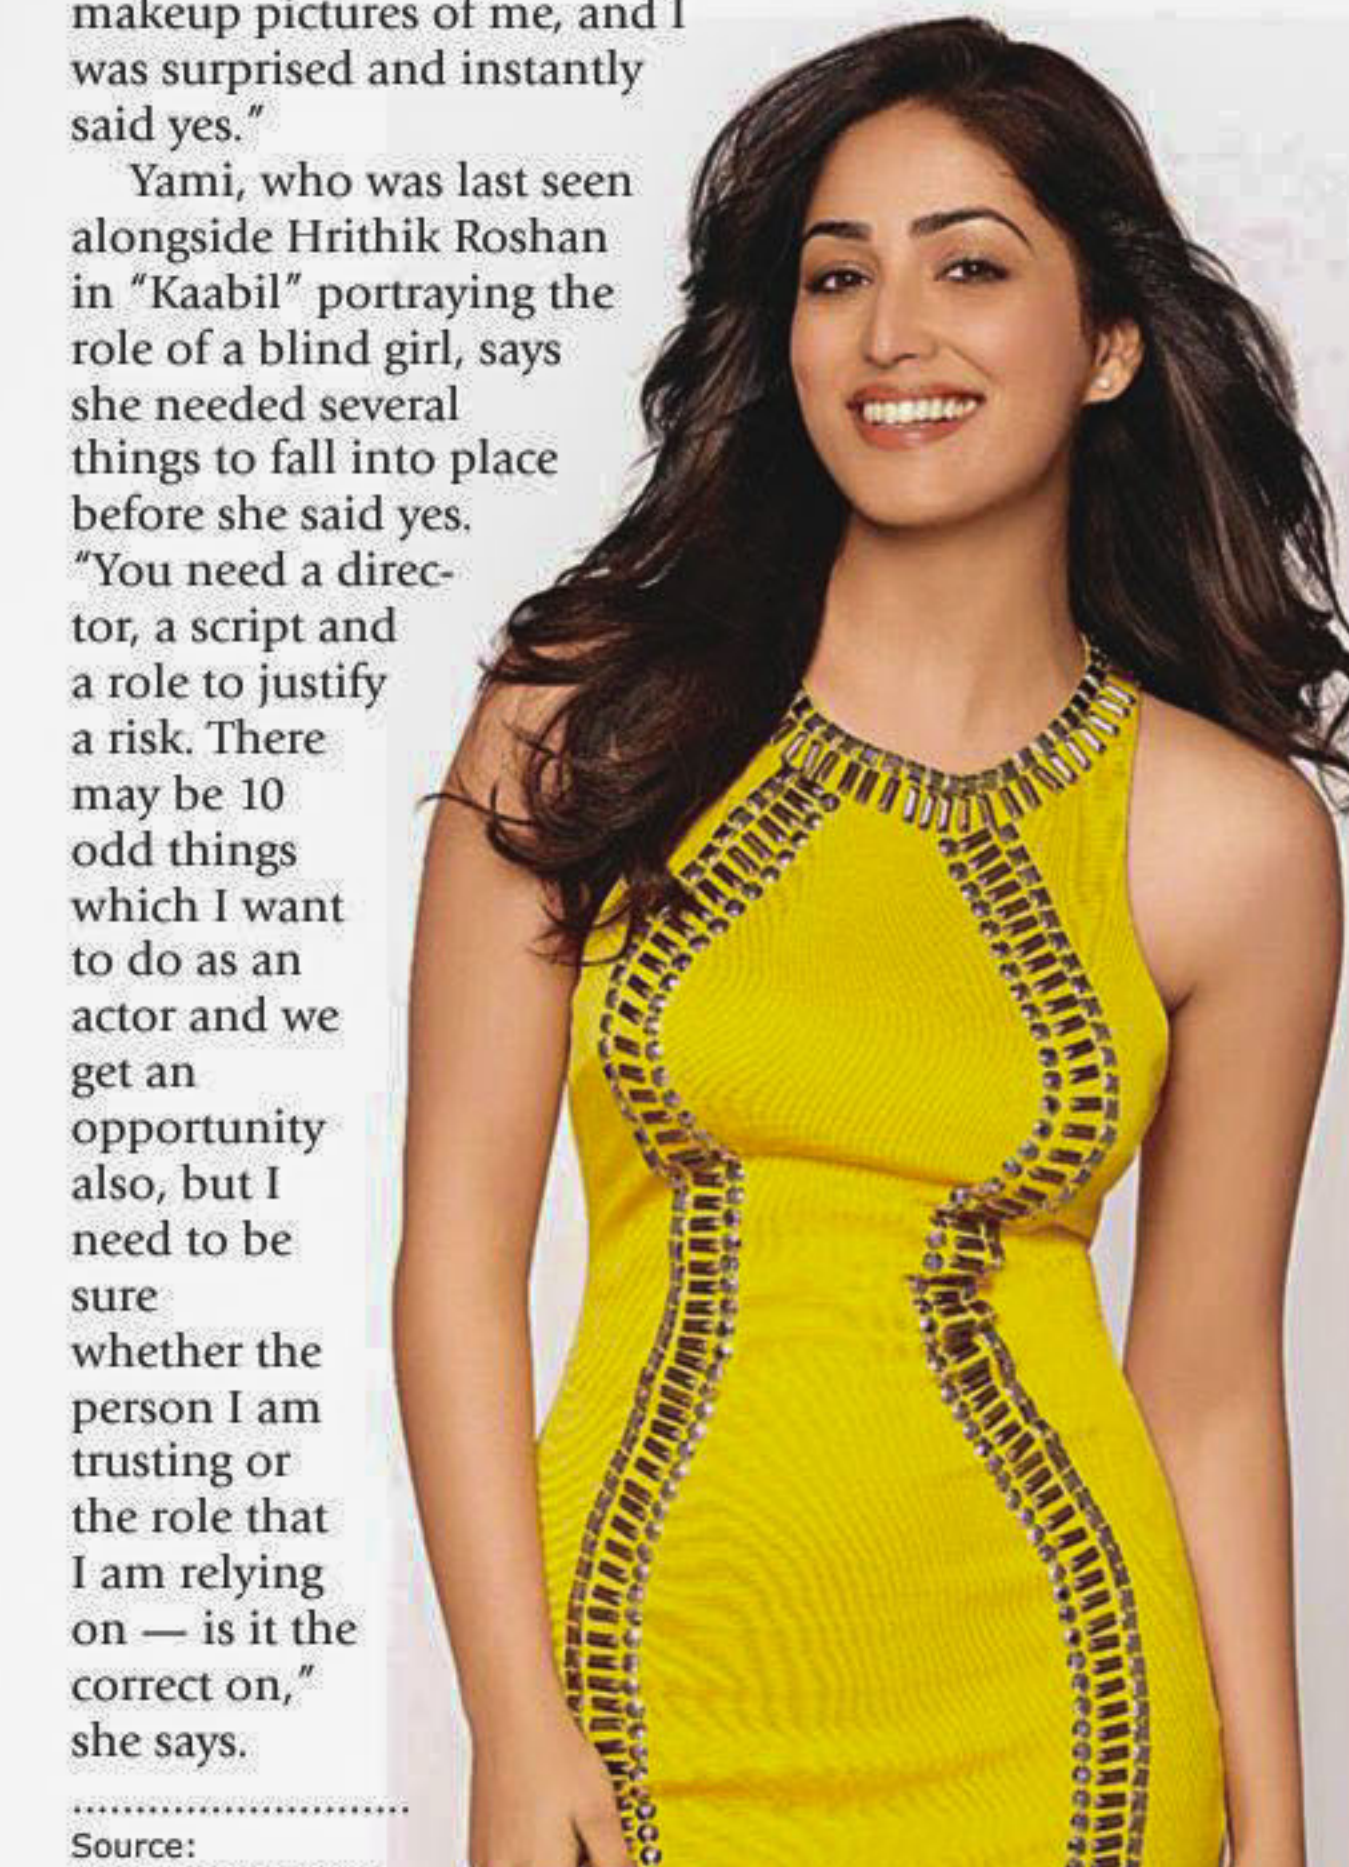 makeup pictures of me, and I
was surprised and instantly
said yes.”
Yami, who was last seen
alongside Hrithik Roshan
in “Kaabil” portraying the
role of a blind girl, says
she needed several
things to fall into place
before she said yes.
“You need a direc-
tor, a script and
a role to justify
a risk. There
may be 10
odd things
which I want
to do as an
actor and we
get an
opportunity
also, but I
need to be
sure
whether the
person I am
trusting or
the role that
I am relying
on — is it the
correct on,”
she says.
Source: